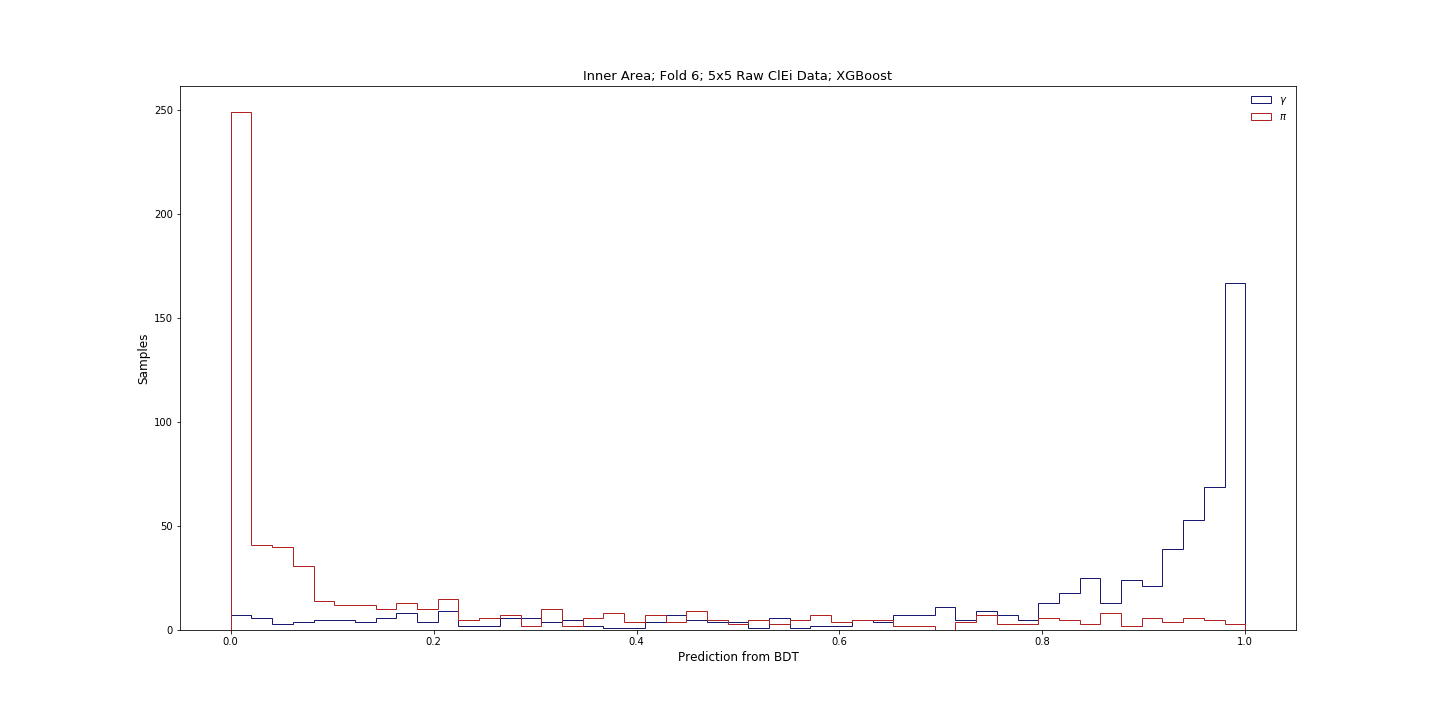 Inner Area; Fold 6; 5x5 Raw ClEi Data; XGBoost
γ
π
250
200
150
100
50
0
Samples
0.0 0.2 0.4 0.6 0.8 1.0
Prediction from BDT